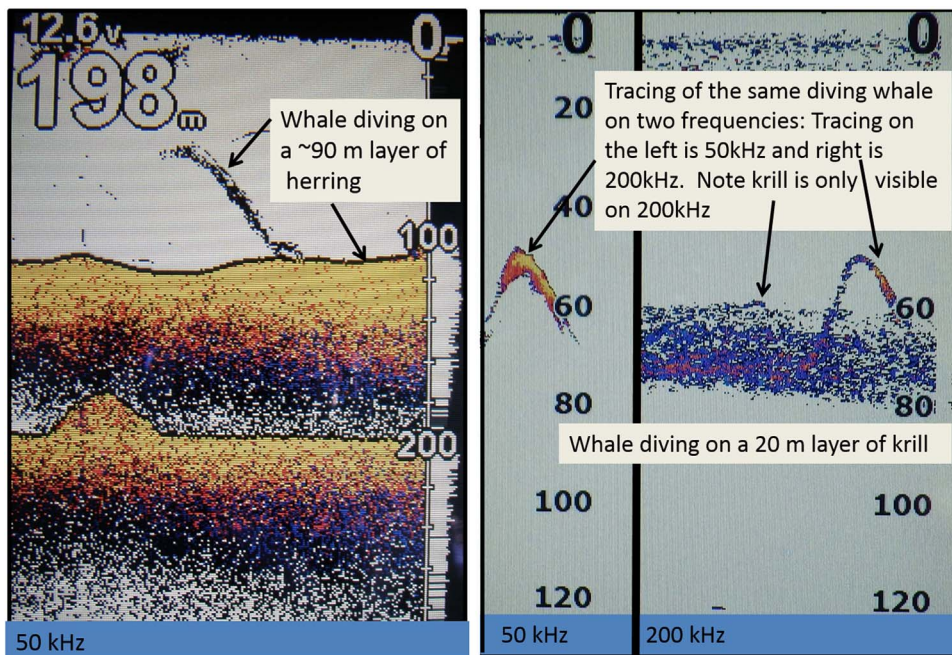 12.6 v
198 m
0
Whale diving on
a ~90 m layer of
herring
100
200
50 kHz
0
20
40
60
80
100
120
50 kHz
0
Tracing of the same diving whale
on two frequencies: Tracing on
the left is 50kHz and right is
200kHz.  Note krill is only visible
on 200kHz
60
80
Whale diving on a 20 m layer of krill
100
120
200 kHz